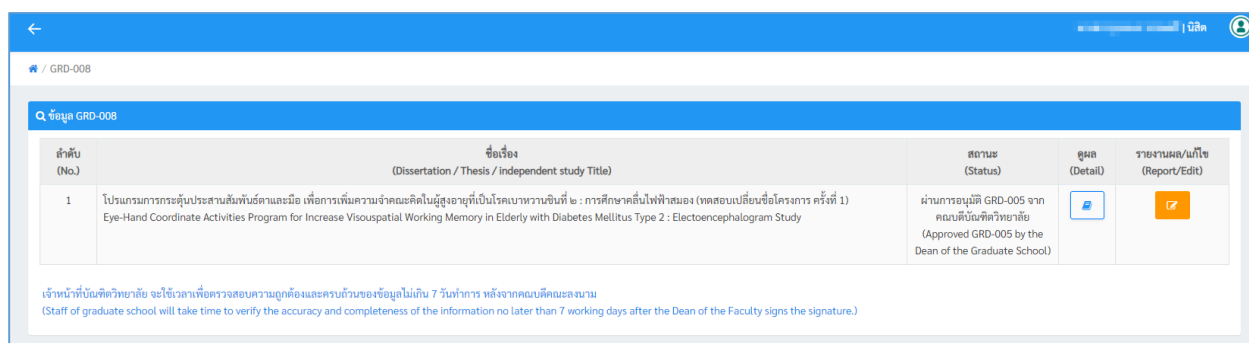 | นิสิต
/ GRD-008
ข้อมูล GRD-008
ลำดับ
(No.)
ชื่อเรื่อง
(Dissertation / Thesis / independent study Title)
สถานะ
(Status)
ดูผล
(Detail)
รายงานผล/แก้ไข
(Report/Edit)
1
โปรแกรมการกระตุ้นประสานสัมพันธ์ตาและมือ เพื่อการเพิ่มความจำขณะคิดในผู้สูงอายุที่เป็นโรคเบาหวานชินที่ ๒ : การศึกษาคลื่นไฟฟ้าสมอง (ทดสอบเปลี่ยนชื่อโครงการ ครั้งที่ 1)
Eye-Hand Coordinate Activities Program for Increase Visouspatial Working Memory in Elderly with Diabetes Mellitus Type 2 : Electoencephalogram Study
ผ่านการอนุมัติ GRD-005 จาก
คณบดีบัณฑิตวิทยาลัย
(Approved GRD-005 by the
Dean of the Graduate School)
เจ้าหน้าที่บัณฑิตวิทยาลัย จะใช้เวลาเพื่อตรวจสอบความถูกต้องและครบถ้วนของข้อมูลไม่เกิน 7 วันทำการ หลังจากคณบดีคณะลงนาม
(Staff of graduate school will take time to verify the accuracy and completeness of the information no later than 7 working days after the Dean of the Faculty signs the signature.)